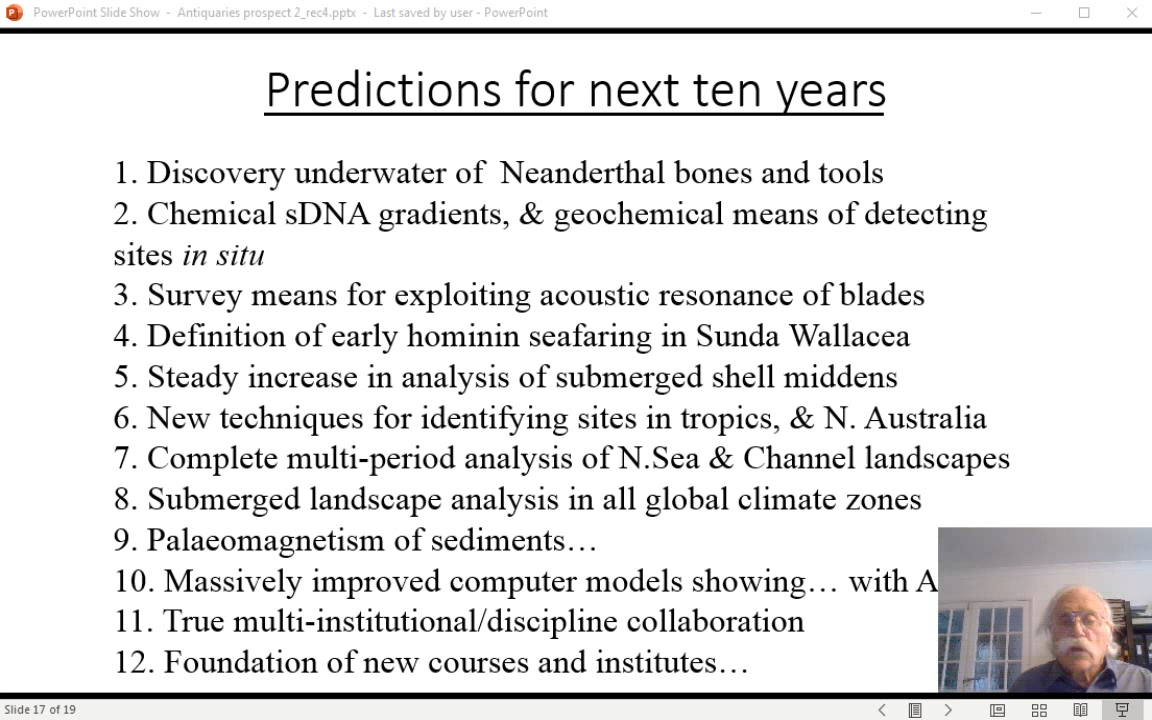 PowerPoint Slide Show - Antiquaries prospect 2_rec4.pptx - Last saved by user - PowerPoint
Predictions for next ten years
1. Discovery underwater of Neanderthal bones and tools
2. Chemical sDNA gradients, & geochemical means of detecting
sites in situ
3. Survey means for exploiting acoustic resonance of blades
4. Definition of early hominin seafaring in Sunda Wallacea
5. Steady increase in analysis of submerged shell middens
6. New techniques for identifying sites in tropics, & N. Australia
7. Complete multi-period analysis of N.Sea & Channel landscapes
8. Submerged landscape analysis in all global climate zones
9. Palaeomagnetism of sediments…
10. Massively improved computer models showing… with A
11. True multi-institutional/discipline collaboration
12. Foundation of new courses and institutes…
Slide 17 of 19